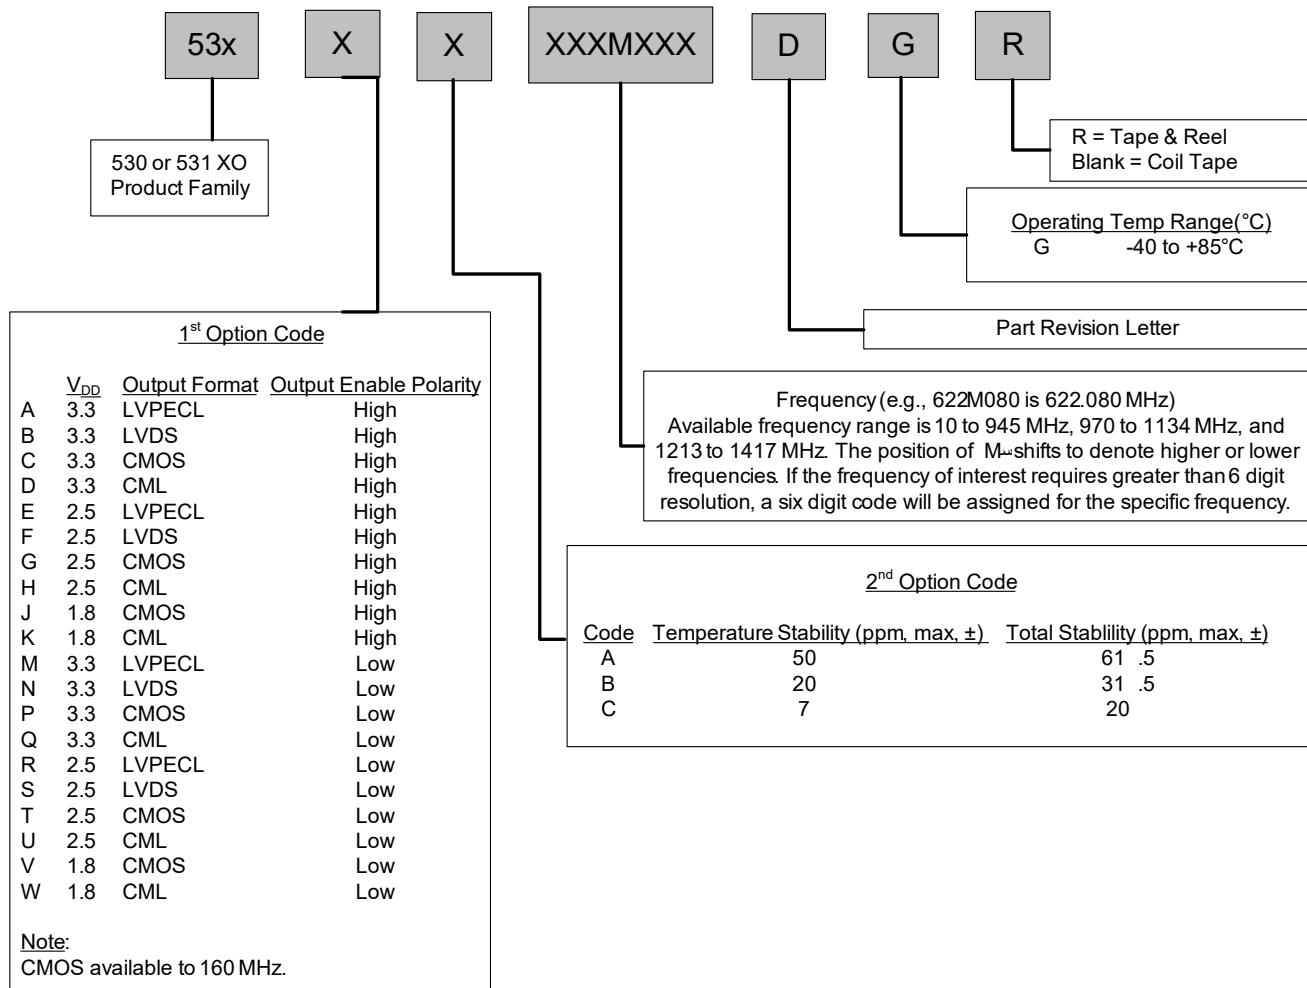 53x X X XXXMXXX D G R
530 or 531 XO
Product Family
R = Tape & Reel
Blank = Coil Tape
Operating Temp Range(°C)
G -40 to +85°C
Part Revision Letter
Frequency (e.g., 622M080 is 622.080 MHz)
Available frequency range is 10 to 945 MHz, 970 to 1134 MHz, and
1213 to 1417 MHz. The position of M shifts to denote higher or lower
frequencies. If the frequency of interest requires greater than 6 digit
resolution, a six digit code will be assigned for the specific frequency.
1st Option Code
VDD Output Format Output Enable Polarity
A 3.3 LVPECL High
B 3.3 LVDS High
C 3.3 CMOS High
D 3.3 CML High
E 2.5 LVPECL High
F 2.5 LVDS High
G 2.5 CMOS High
H 2.5 CML High
J 1.8 CMOS High
K 1.8 CML High
M 3.3 LVPECL Low
N 3.3 LVDS Low
P 3.3 CMOS Low
Q 3.3 CML Low
R 2.5 LVPECL Low
S 2.5 LVDS Low
T 2.5 CMOS Low
U 2.5 CML Low
V 1.8 CMOS Low
W 1.8 CML Low
Note:
CMOS available to 160 MHz.
2nd Option Code
Code Temperature Stability (ppm, max, ±) Total Stablility (ppm, max, ±)
A 50 61 .5
B 20 31 .5
C 7 20